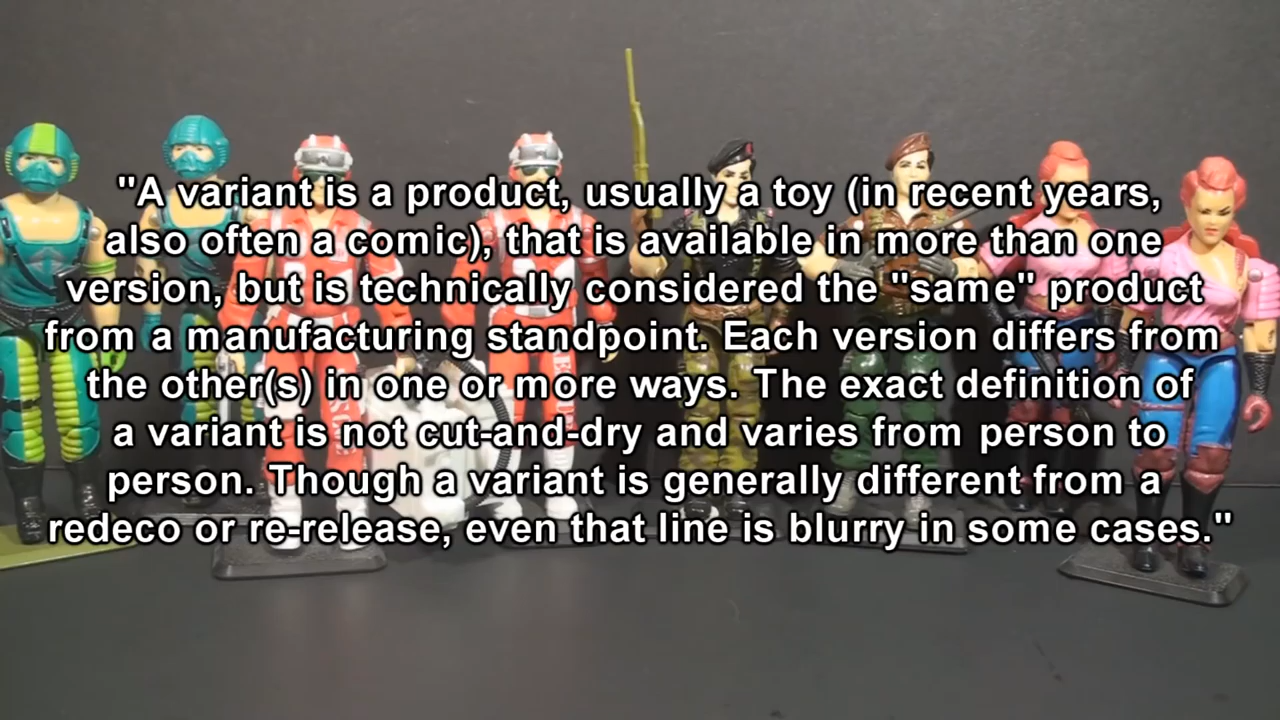 "A variant is a product, usually a toy (in recent years,
also often a comic), that is available in more than one
version, but is technically considered the "same" product
from a manufacturing standpoint. Each version differs from
the other(s) in one or more ways. The exact definition of
a variant is not cut-and-dry and varies from person to
person. Though a variant is generally different from a
redeco or re-release, even that line is blurry in some cases."